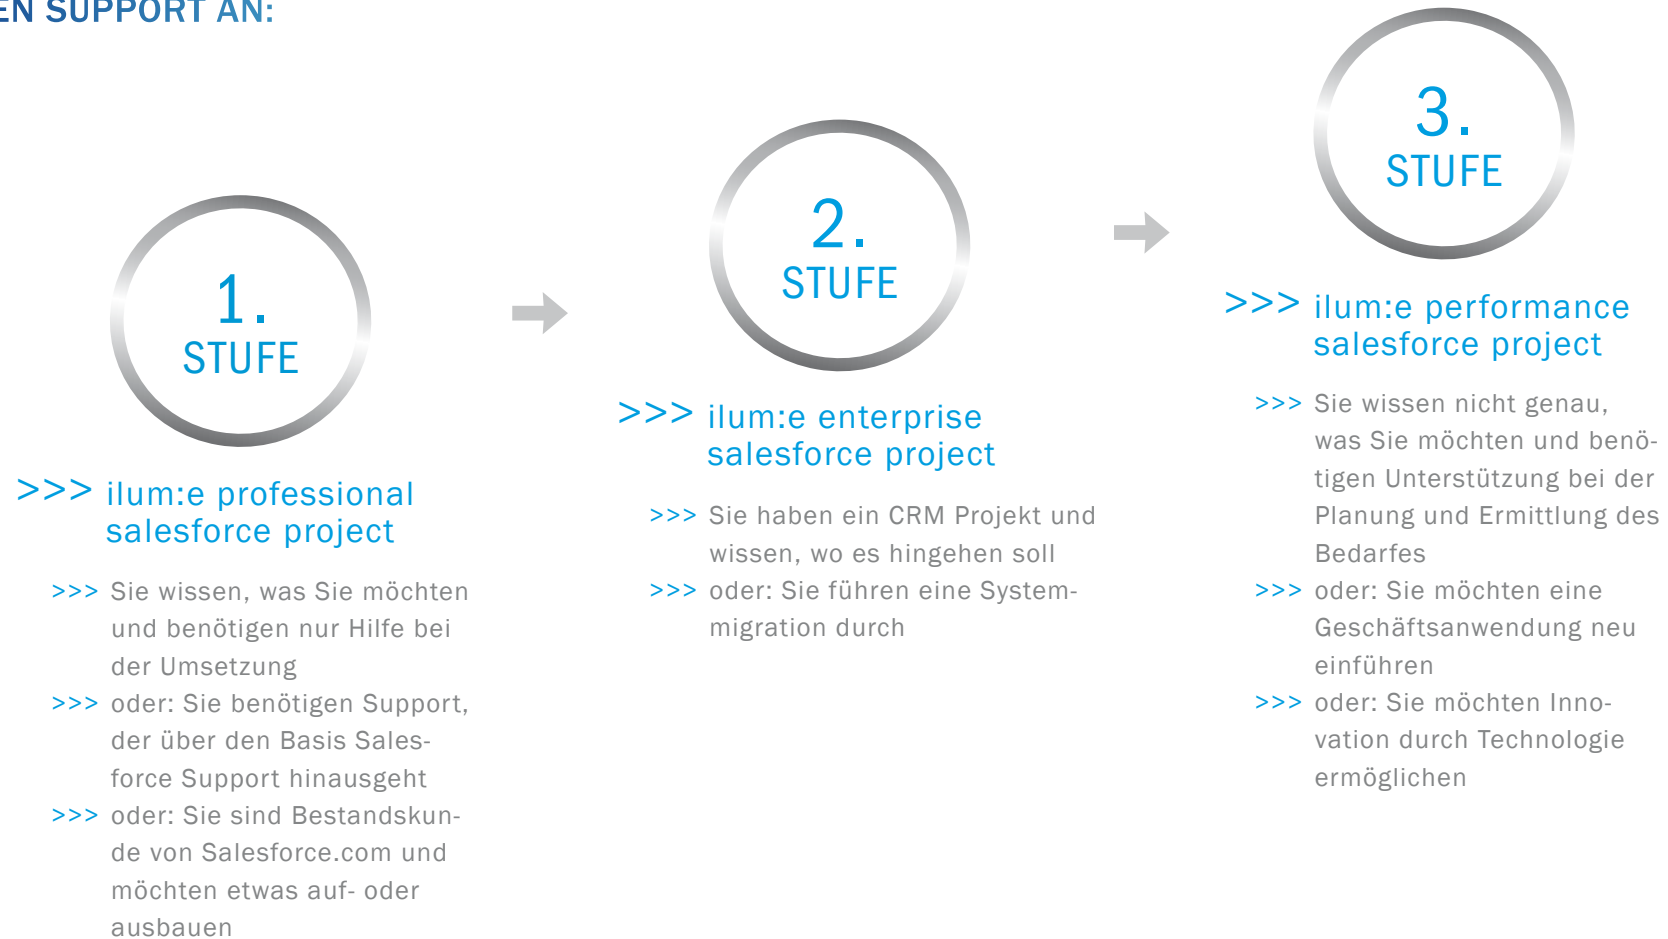 EN SUPPORT AN:
1.
STUFE
>>> ilum:e professional
salesforce project
>>> Sie wissen, was Sie möchten
und benötigen nur Hilfe bei
der Umsetzung
>>> oder: Sie benötigen Support,
der über den Basis Sales-
force Support hinausgeht
>>> oder: Sie sind Bestandskun-
de von Salesforce.com und
möchten etwas auf- oder
ausbauen
2.
STUFE
>>> ilum:e enterprise
salesforce project
>>> Sie haben ein CRM Projekt und
wissen, wo es hingehen soll
>>> oder: Sie führen eine System-
migration durch
3.
STUFE
>>> ilum:e performance
salesforce project
>>> Sie wissen nicht genau,
was Sie möchten und benö-
tigen Unterstützung bei der
Planung und Ermittlung des
Bedarfes
>>> oder: Sie möchten eine
Geschäftsanwendung neu
einführen
>>> oder: Sie möchten Inno-
vation durch Technologie
ermöglichen